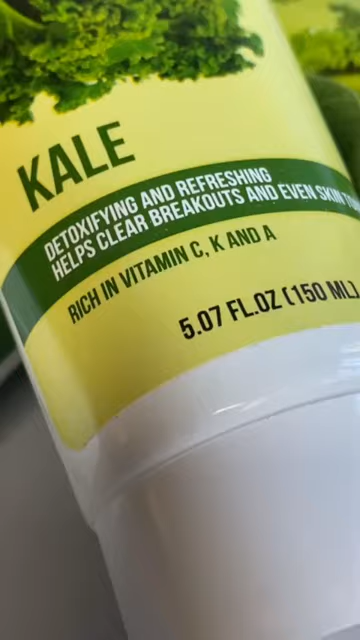 KALE
DETOXIFYING AND REFRESHING
HELPS CLEAR BREAKOUTS AND EVEN SKIN
RICH IN VITAMIN C, K AND A
5.07 FL.OZ (150 ML)